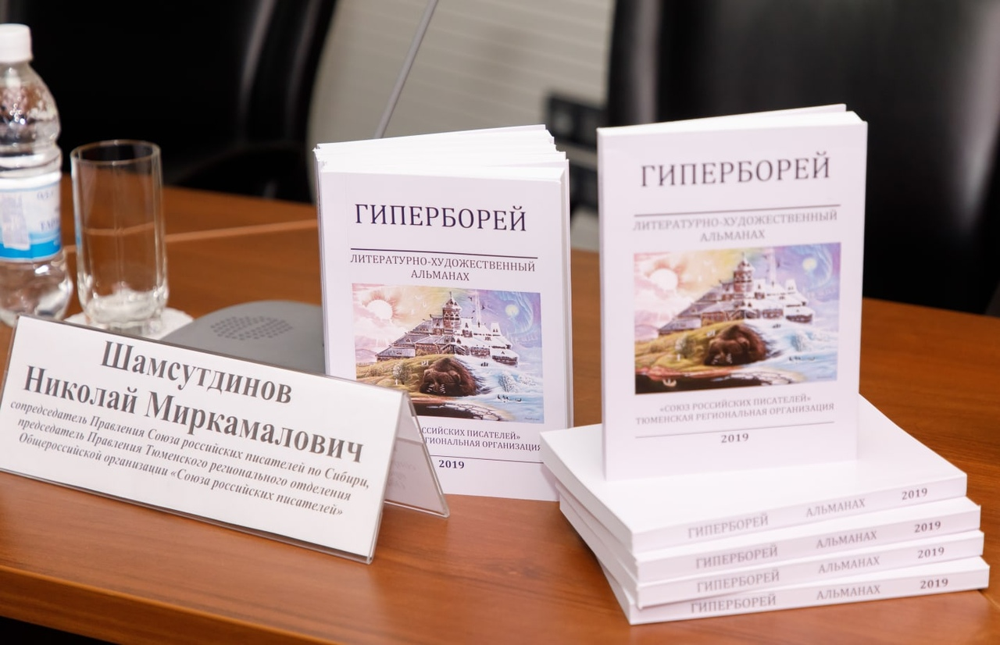 Шамсутдинов
Николай Миркамалович
сопредседатель Правления Союза российских писателей по Сибири,
председатель Правления Тюменского регионального отделения
Общероссийской организации «Союза российских писателей»
ГИПЕРБОРЕЙ
ЛИТЕРАТУРНО-ХУДОЖЕСТВЕННЫЙ
АЛЬМАНАХ
ССИЙСКИХ ПИСАТЕЛЕЙ»
ГИОНАЛЬНАЯ ОРГАНИЗАЦИЯ
2019
ГИПЕРБОРЕЙ
ЛИТЕРАТУРНО-ХУДОЖЕСТВЕННЫЙ
АЛЬМАНАХ
«СОЮЗ РОССИЙСКИХ ПИСАТЕЛЕЙ»
ТЮМЕНСКАЯ РЕГИОНАЛЬНАЯ ОРГАНИЗАЦИЯ
2019
ГИПЕРБОРЕЙ АЛЬМАНАХ 2019
ГИПЕРБОРЕЙ АЛЬМАНАХ 2019
ГИПЕРБОРЕЙ АЛЬМАНАХ 2019
ГИПЕРБОРЕЙ АЛЬМАНАХ 2019